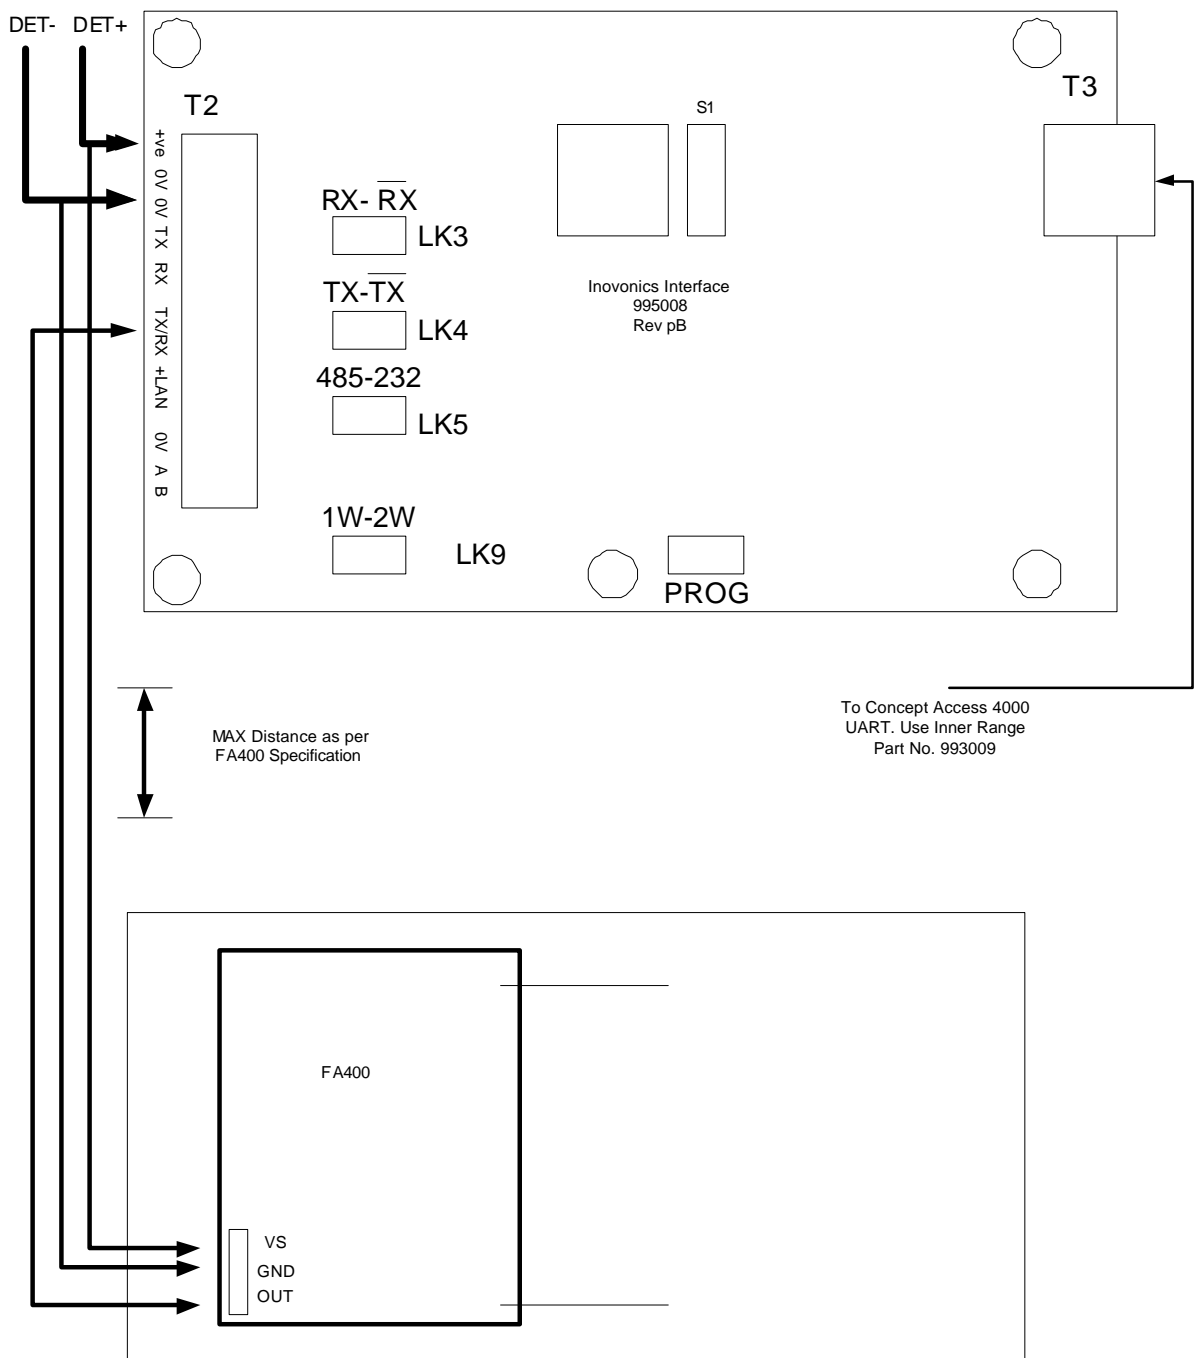 DET- DET+
T2
T3
S1
+ve 0V 0V TX RX TX/RX +LAN 0V A B
RX- RX
LK3
TX-TX
LK4
485-232
LK5
Inovonics Interface
995008
Rev pB
1W-2W
LK9
PROG
MAX Distance as per
FA400 Specification
To Concept Access 4000
UART. Use Inner Range
Part No. 993009
FA400
VS
GND
OUT